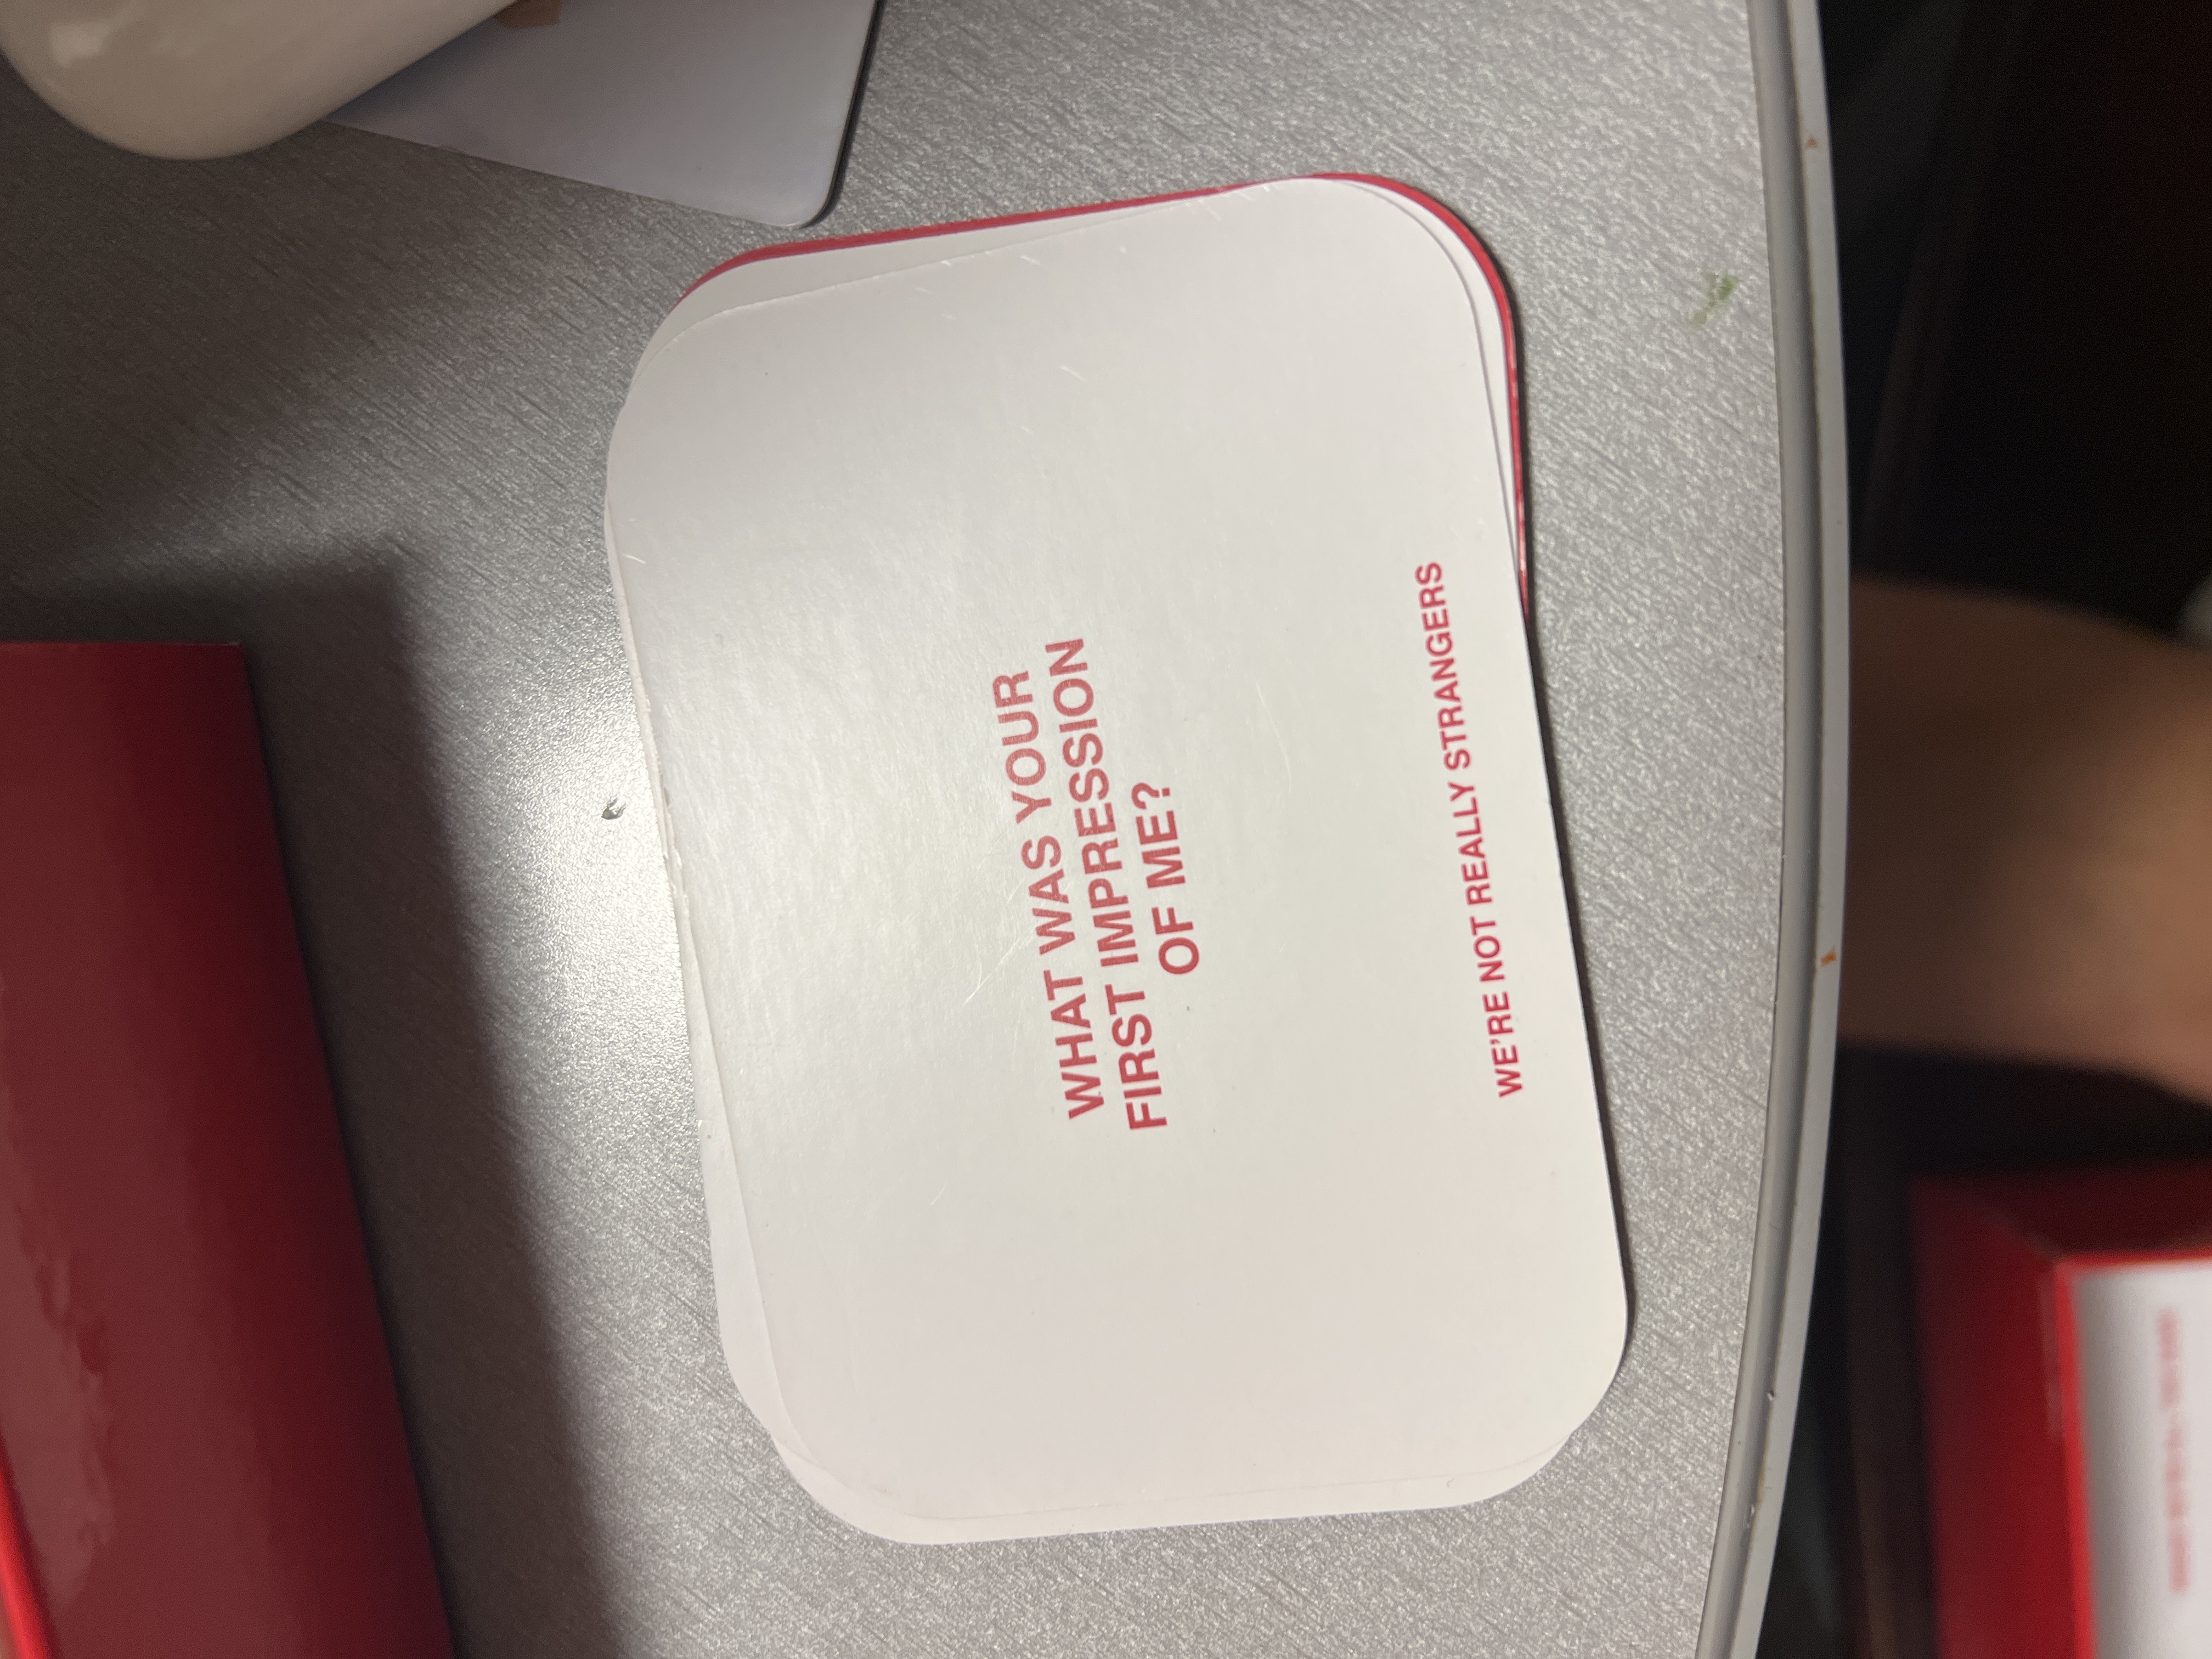 WHAT WAS YOUR
FIRST IMPRESSION
OF ME?
WE'RE NOT REALLY STRANGERS